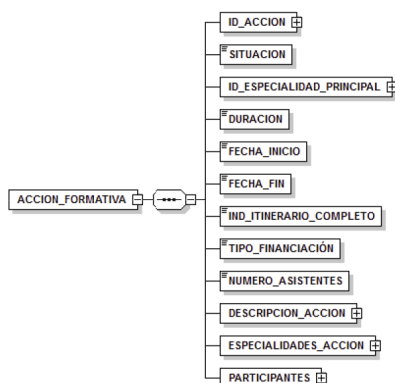 ID_ACCION
SITUACION
ID_ESPECIALIDAD_PRINCIPAL
DURACION
FECHA_INICIO
FECHA_FIN
ACCION_FORMATIVA
IND_ITINERARIO_COMPLETO
TIPO_FINANCIACIÓN
NUMERO_ASISTENTES
DESCRIPCION_ACCION
ESPECIALIDADES_ACCION
PARTICIPANTES